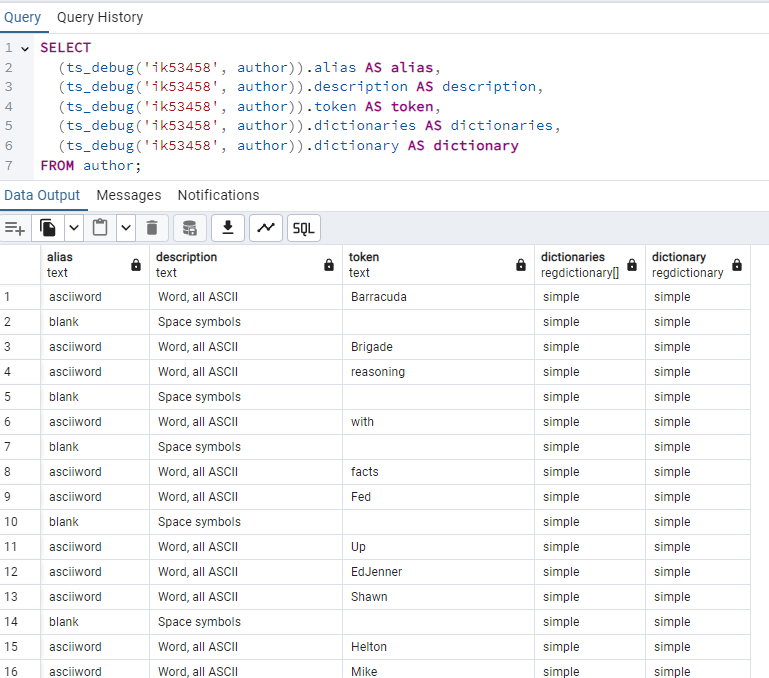 Query Query History
1 SELECT
2 (ts_debug('ik53458', author)).alias AS alias,
3 (ts_debug('ik53458', author)).description AS description,
4 (ts_debug('ik53458', author)).token AS token,
5 (ts_debug('ik53458', author)).dictionaries AS dictionaries,
6 (ts_debug('ik53458', author)).dictionary AS dictionary
7 FROM author;
Data Output Messages Notifications
SQL
alias description token dictionaries dictionary
text text text regdictionary[] regdictionary
1 asciiword Word, all ASCII Barracuda simple simple
2 blank Space symbols simple simple
3 asciiword Word, all ASCII Brigade simple simple
4 asciiword Word, all ASCII reasoning simple simple
5 blank Space symbols simple simple
6 asciiword Word, all ASCII with simple simple
7 blank Space symbols simple simple
8 asciiword Word, all ASCII facts simple simple
9 asciiword Word, all ASCII Fed simple simple
10 blank Space symbols simple simple
11 asciiword Word, all ASCII Up simple simple
12 asciiword Word, all ASCII EdJenner simple simple
13 asciiword Word, all ASCII Shawn simple simple
14 blank Space symbols simple simple
15 asciiword Word, all ASCII Helton simple simple
16 asciiword Word, all ASCII Mike simple simple